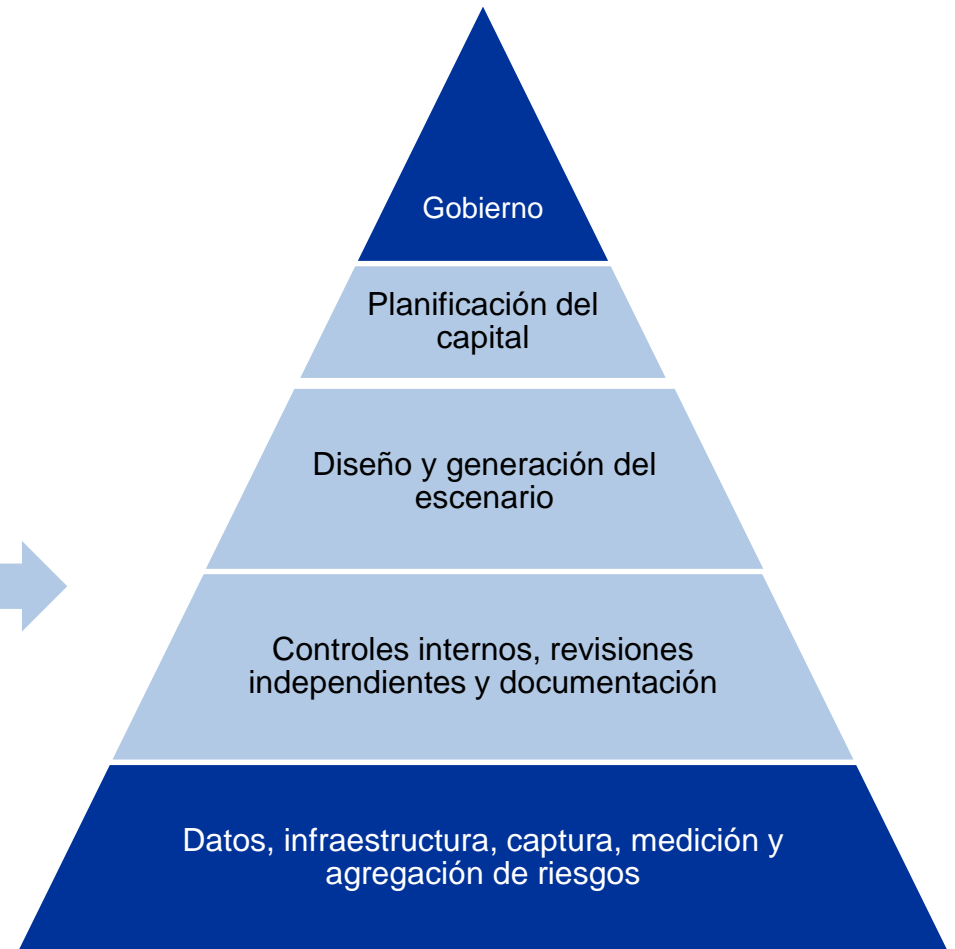 Gobierno
Planificación del
capital
Diseño y generación del
escenario
Controles internos, revisiones
independientes y documentación
Datos, infraestructura, captura, medición y
agregación de riesgos